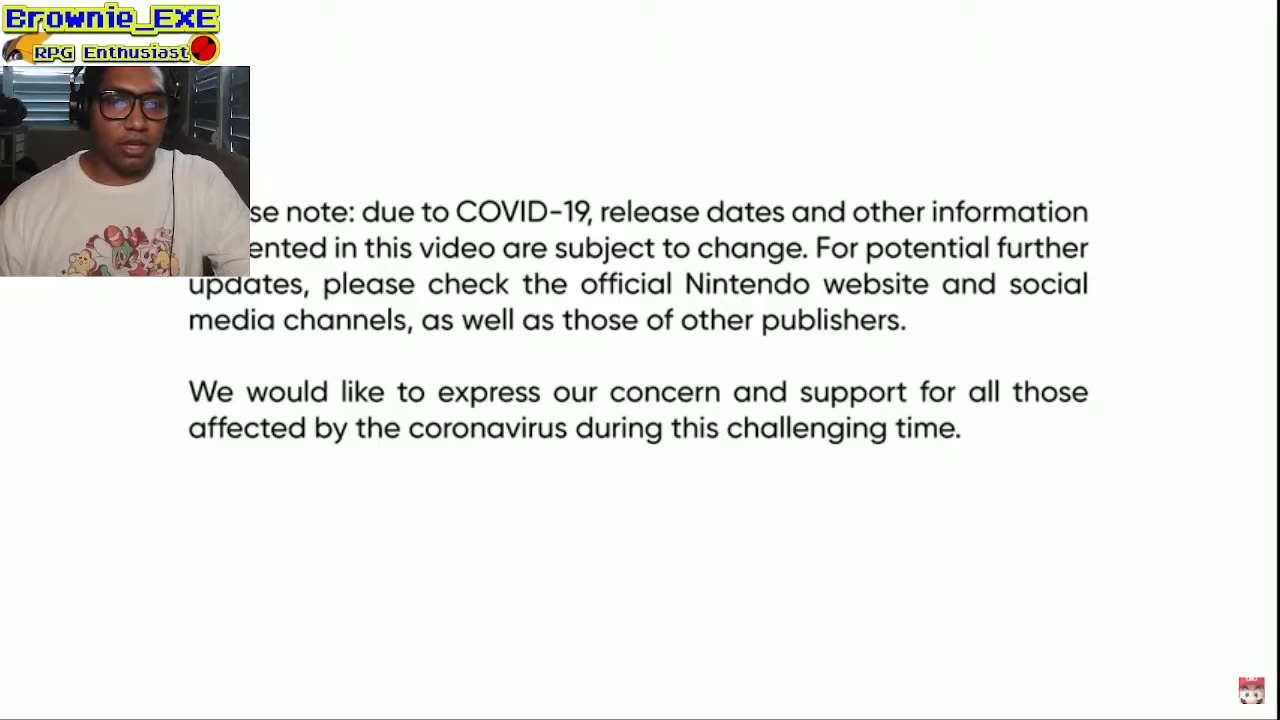 Brownie_EXE
RPG Enthusiast
se note: due to COVID-19, release dates and other information
ented in this video are subject to change. For potential further
updates, please check the official Nintendo website and social
media channels, as well as those of other publishers.
We would like to express our concern and support for all those
affected by the coronavirus during this challenging time.